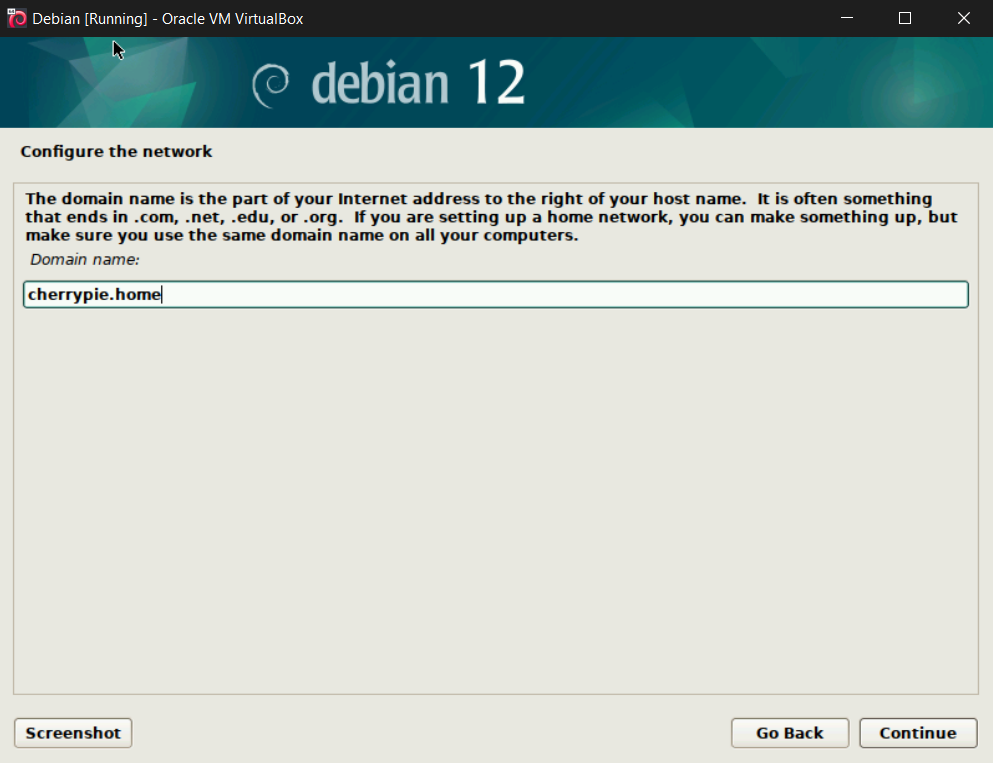 Debian [Running] - Oracle VM VirtualBox
debian 12
Configure the network
The domain name is the part of your Internet address to the right of your host name.  It is often something
that ends in .com, .net, .edu, or .org.  If you are setting up a home network, you can make something up, but
make sure you use the same domain name on all your computers.
Domain name:
cherrypie.home
Screenshot
Go Back
Continue